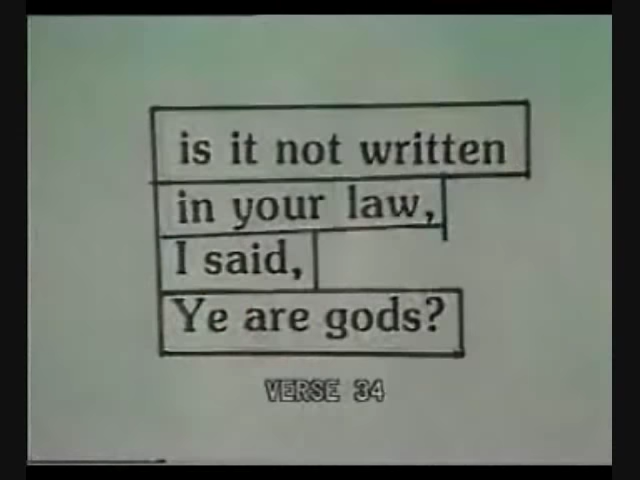 is it not written
in your law,
I said,
Ye are gods?
VERSE 34